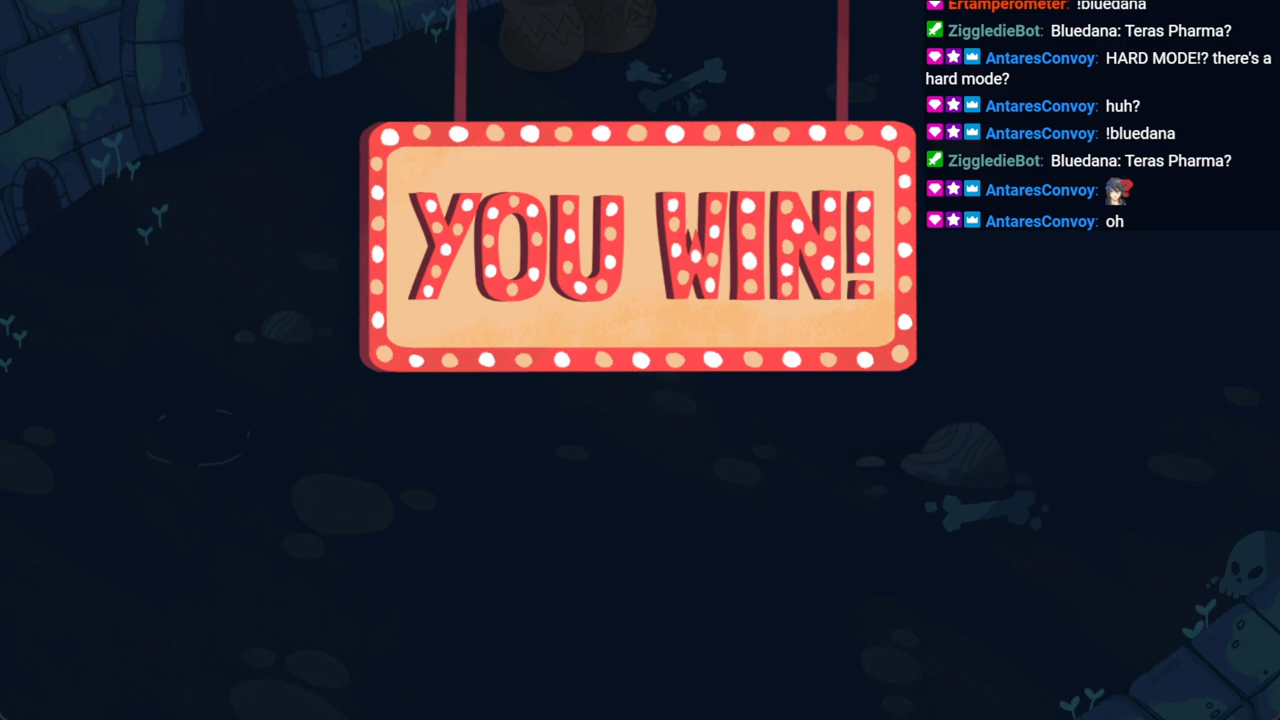 Ertamperometer: !bluedana
ZiggledieBot: Bluedana: Teras Pharma?
AntaresConvoy: HARD MODE!? there's a
hard mode?
AntaresConvoy: huh?
AntaresConvoy: !bluedana
ZiggledieBot: Bluedana: Teras Pharma?
AntaresConvoy:
AntaresConvoy: oh
YOU WIN!